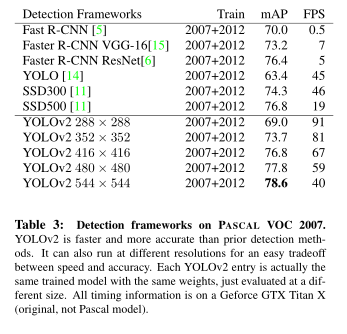 Detection Frameworks Train mAP FPS
Fast R-CNN [5] 2007+2012 70.0 0.5
Faster R-CNN VGG-16[15] 2007+2012 73.2 7
Faster R-CNN ResNet[6] 2007+2012 76.4 5
YOLO [14] 2007+2012 63.4 45
SSD300 [11] 2007+2012 74.3 46
SSD500 [11] 2007+2012 76.8 19
YOLOv2 288 × 288 2007+2012 69.0 91
YOLOv2 352 × 352 2007+2012 73.7 81
YOLOv2 416 × 416 2007+2012 76.8 67
YOLOv2 480 × 480 2007+2012 77.8 59
YOLOv2 544 × 544 2007+2012 78.6 40
Table 3: Detection frameworks on PASCAL VOC 2007.
YOLOv2 is faster and more accurate than prior detection meth-
ods. It can also run at different resolutions for an easy tradeoff
between speed and accuracy. Each YOLOv2 entry is actually the
same trained model with the same weights, just evaluated at a dif-
ferent size. All timing information is on a Geforce GTX Titan X
(original, not Pascal model).